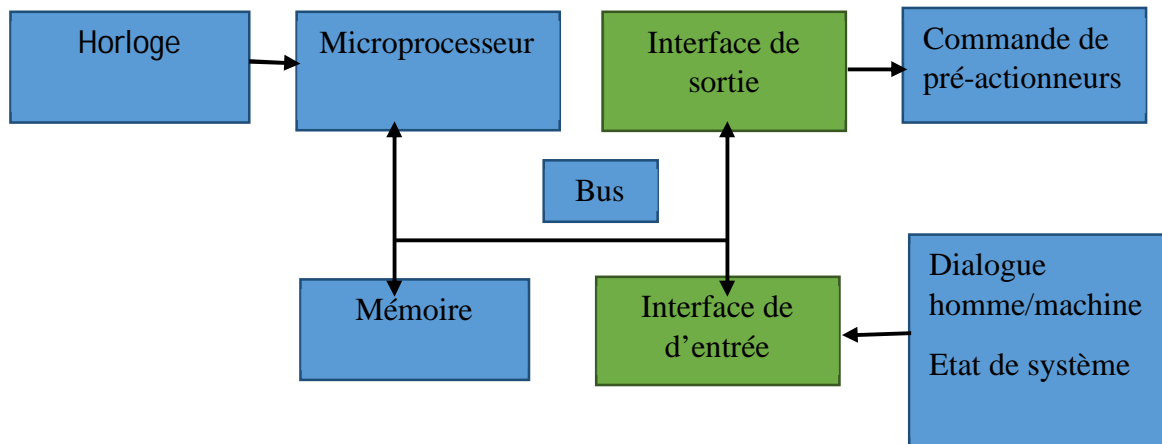 Horloge
Microprocesseur
Interface de
sortie
Commande de
pré-actionneurs
Bus
Mémoire
Interface de
d’entrée
Dialogue
homme/machine
Etat de système